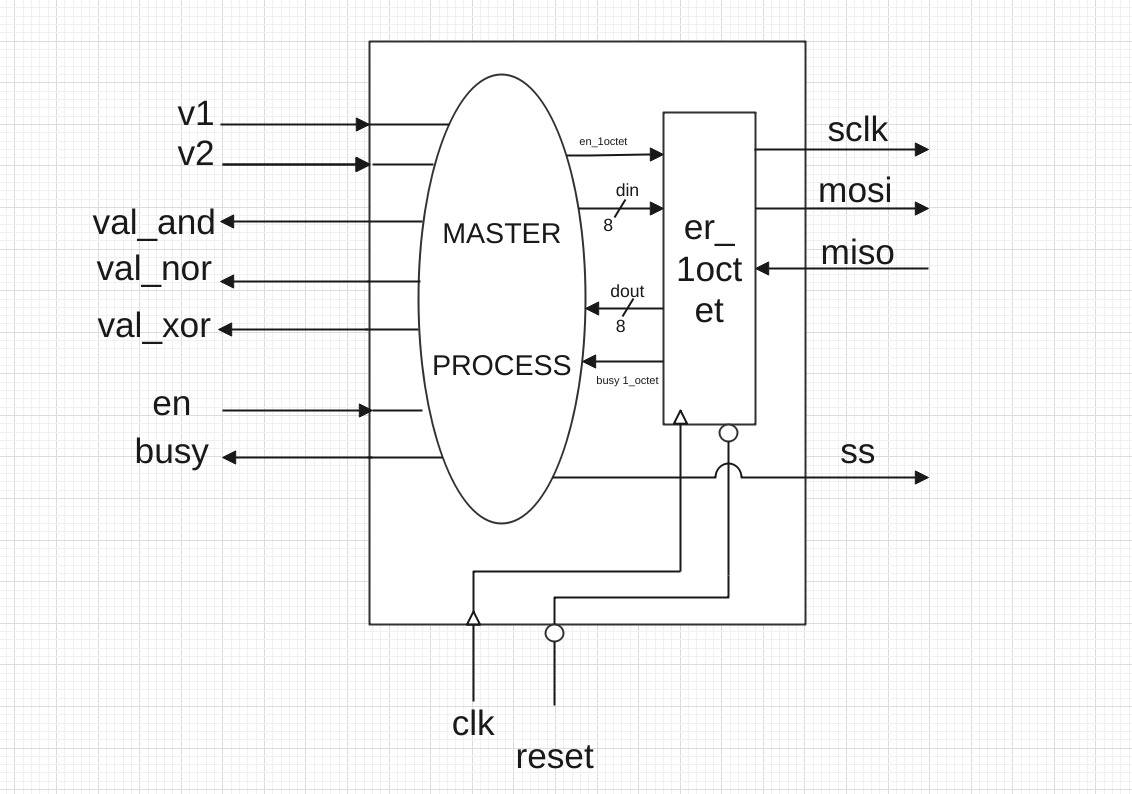 v1
v2
val_and
val_nor
val_xor
en
busy
MASTER
PROCESS
en_1octet
din
8
dout
8
busy 1_octet
er_
1oct
et
sclk
mosi
miso
ss
clk
reset